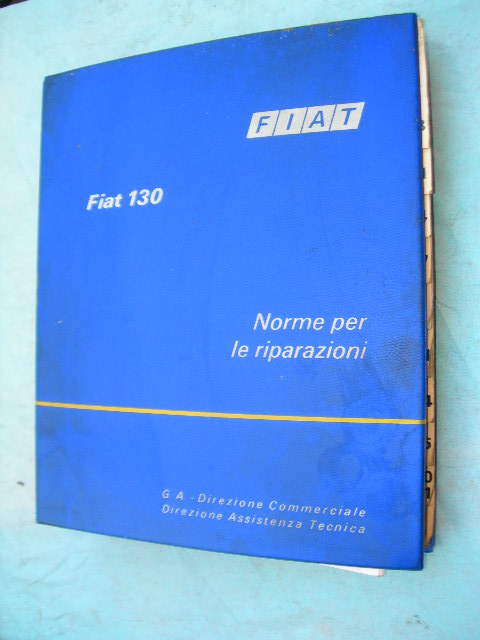 FIAT
Fiat 130
Norme per
le riparazioni
G A - Direzione Commerciale
Direzione Assistenza Tecnica